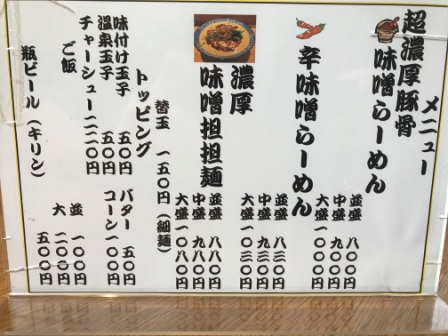 メニュー
超濃厚豚骨
味噌らーめん
並盛 八〇〇円
中盛 九〇〇円
大盛 一〇〇〇円
辛味噌らーめん
並盛 八三〇円
中盛 九三〇円
大盛 一〇三〇円
濃厚
味噌担担麺
並盛 八八〇円
中盛 九八〇円
大盛 一〇八〇円
替玉 一五〇円(細麺)
トッピング
味付け玉子 五〇円
温泉玉子 五〇円
チャーシュー 二二〇円
バター 五〇円
コーン 一〇〇円
ご飯
並 一五〇円
大 二〇〇円
瓶ビール(キリン) 五〇〇円